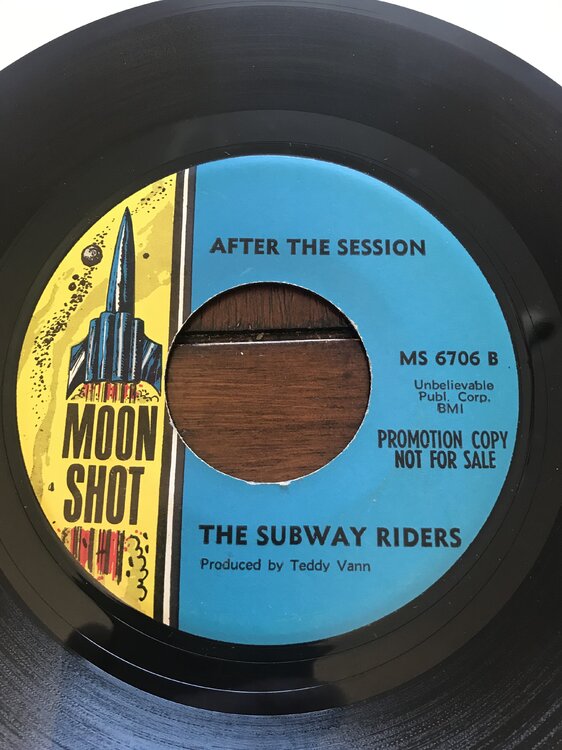 AFTER THE SESSION
MOON
SHOT
MS 6706 B
Unbelievable
Publ. Corp.
BMI
PROMOTION COPY
NOT FOR SALE
THE SUBWAY RIDERS
Produced by Teddy Vann